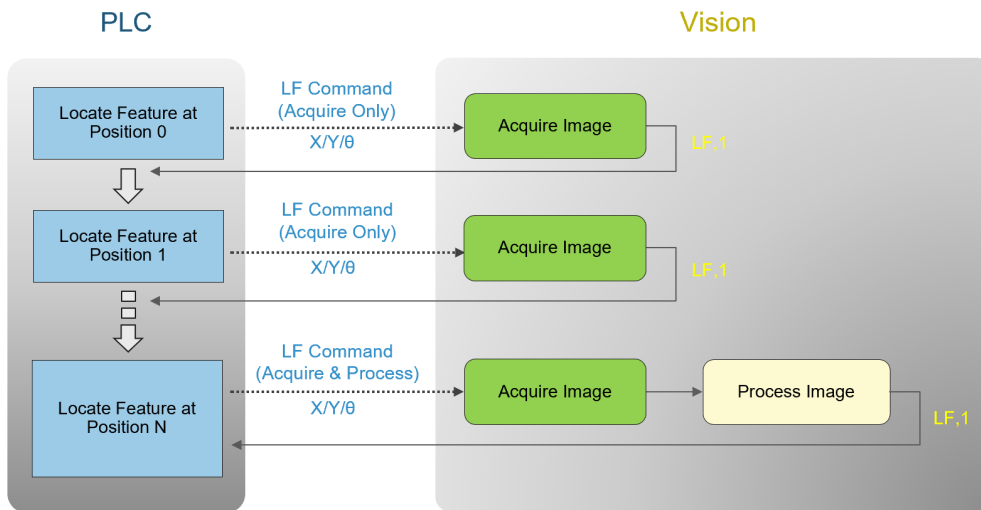 PLC
Vision
Locate Feature at
Position 0
LF Command
(Acquire Only)
X/Y/θ
Acquire Image
LF,1
Locate Feature at
Position 1
LF Command
(Acquire Only)
X/Y/θ
Acquire Image
LF,1
Locate Feature at
Position N
LF Command
(Acquire & Process)
X/Y/θ
Acquire Image
Process Image
LF,1